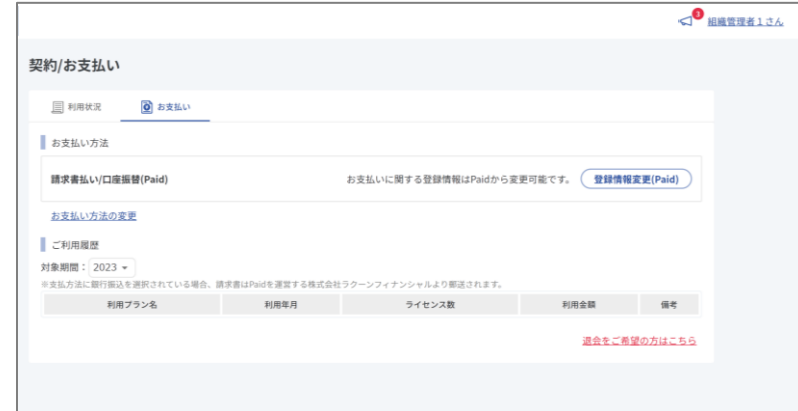 3
組織管理者1さん
契約/お支払い
利用状況
お支払い
お支払い方法
請求書払い/口座振替(Paid)
お支払いに関する登録情報はPaidから変更可能です。
登録情報変更(Paid)
お支払い方法の変更
ご利用履歴
対象期間：2023
※支払方法に銀行振込を選択されている場合、請求書はPaidを運営する株式会社ラクーンフィナンシャルより郵送されます。
利用プラン名 利用年月 ライセンス数 利用金額 備考
退会をご希望の方はこちら